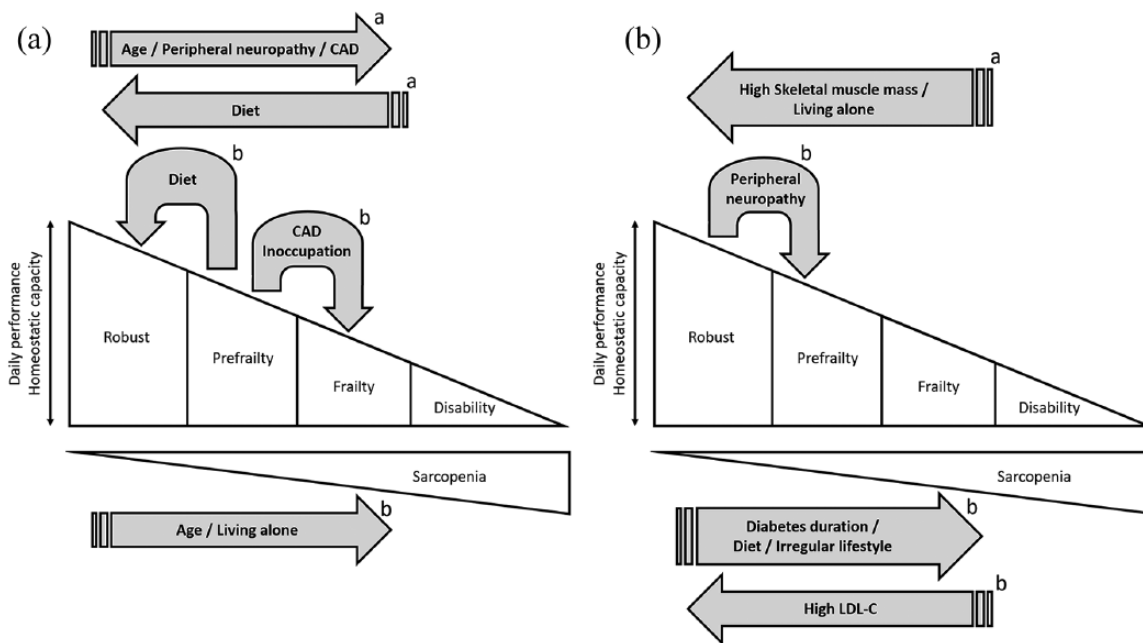 (a)
a
Age / Peripheral neuropathy / CAD
a
Diet
b
Diet
b
CAD
Inoccupation
Daily performance
Homeostatic capacity
Robust
Prefrailty
Frailty
Disability
Sarcopenia
b
Age / Living alone
(b)
a
High Skeletal muscle mass /
Living alone
b
Peripheral
neuropathy
Daily performance
Homeostatic capacity
Robust
Prefrailty
Frailty
Disability
Sarcopenia
b
Diabetes duration /
Diet / Irregular lifestyle
b
High LDL-C